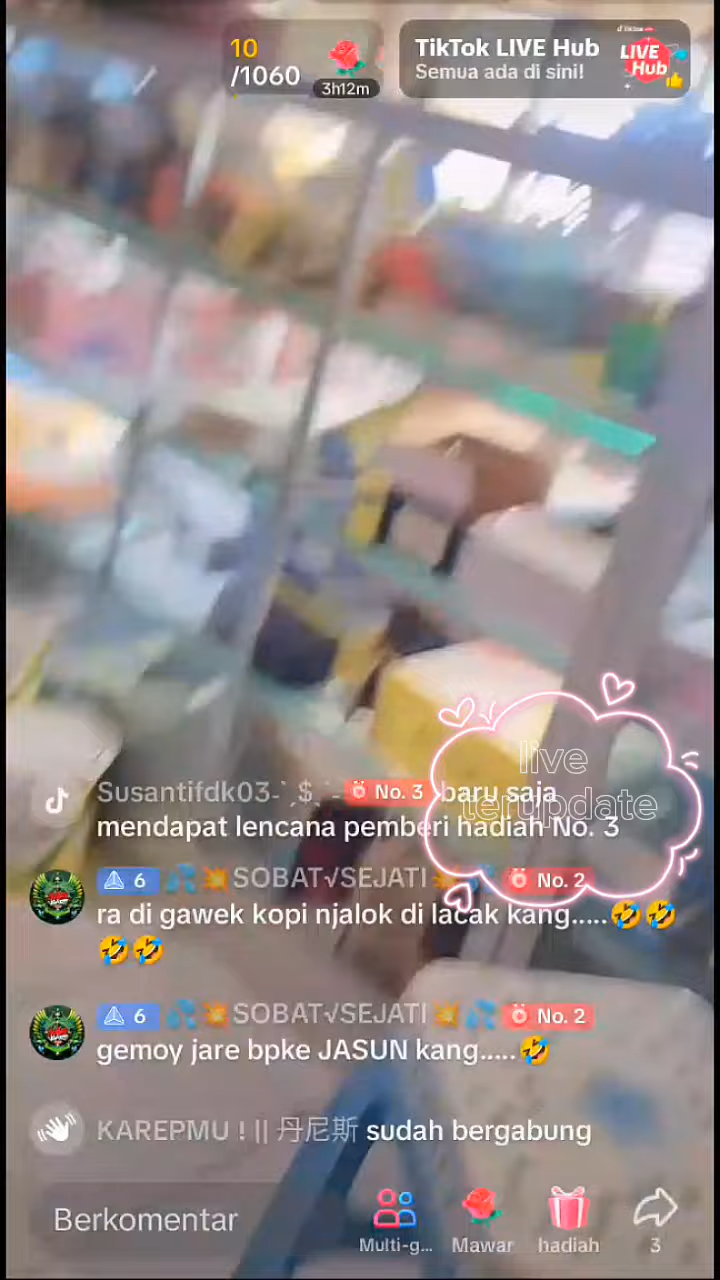 10
/1060
3h12m
TikTok LIVE Hub
Semua ada di sini!
LIVE
Hub
live
terupdate
Susantifdk03-`¸$¸´- No. 3 baru saja
mendapat lencana pemberi hadiah No. 3
6 💦💥SOBAT√SEJATI💥💦 No. 2
ra di gawek kopi njalok di lacak kang.....🤣🤣
🤣🤣
6 💦💥SOBAT√SEJATI💥💦 No. 2
gemoy jare bpke JASUN kang.....🤣
KAREPMU ! || 丹尼斯 sudah bergabung
Berkomentar
Multi-g...
Mawar
hadiah
3